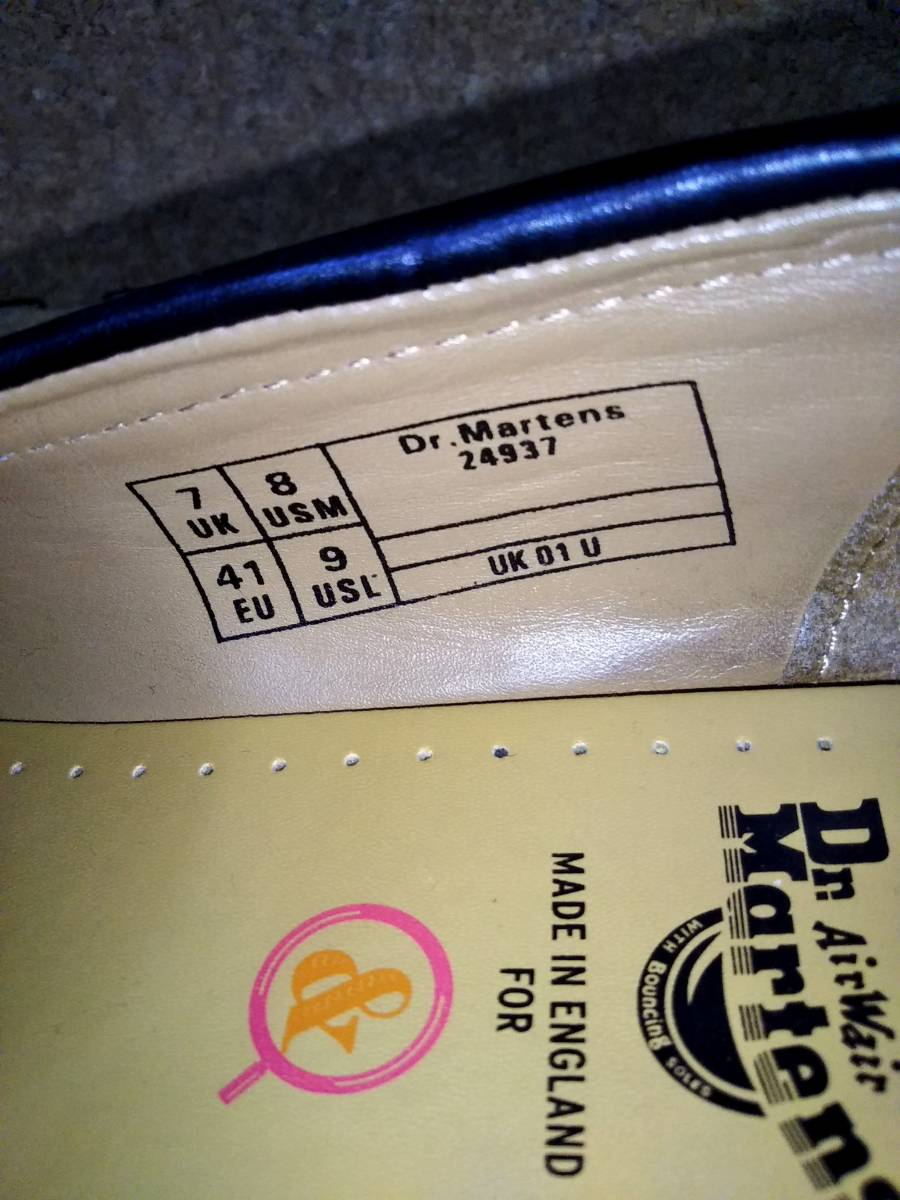 7
UK
8
USM
41
EU
9
USL
Dr.Martens
24937
UK 01 U
Dr. Martens
AirWair
WITH Bouncing SOLES
MADE IN ENGLAND
FOR